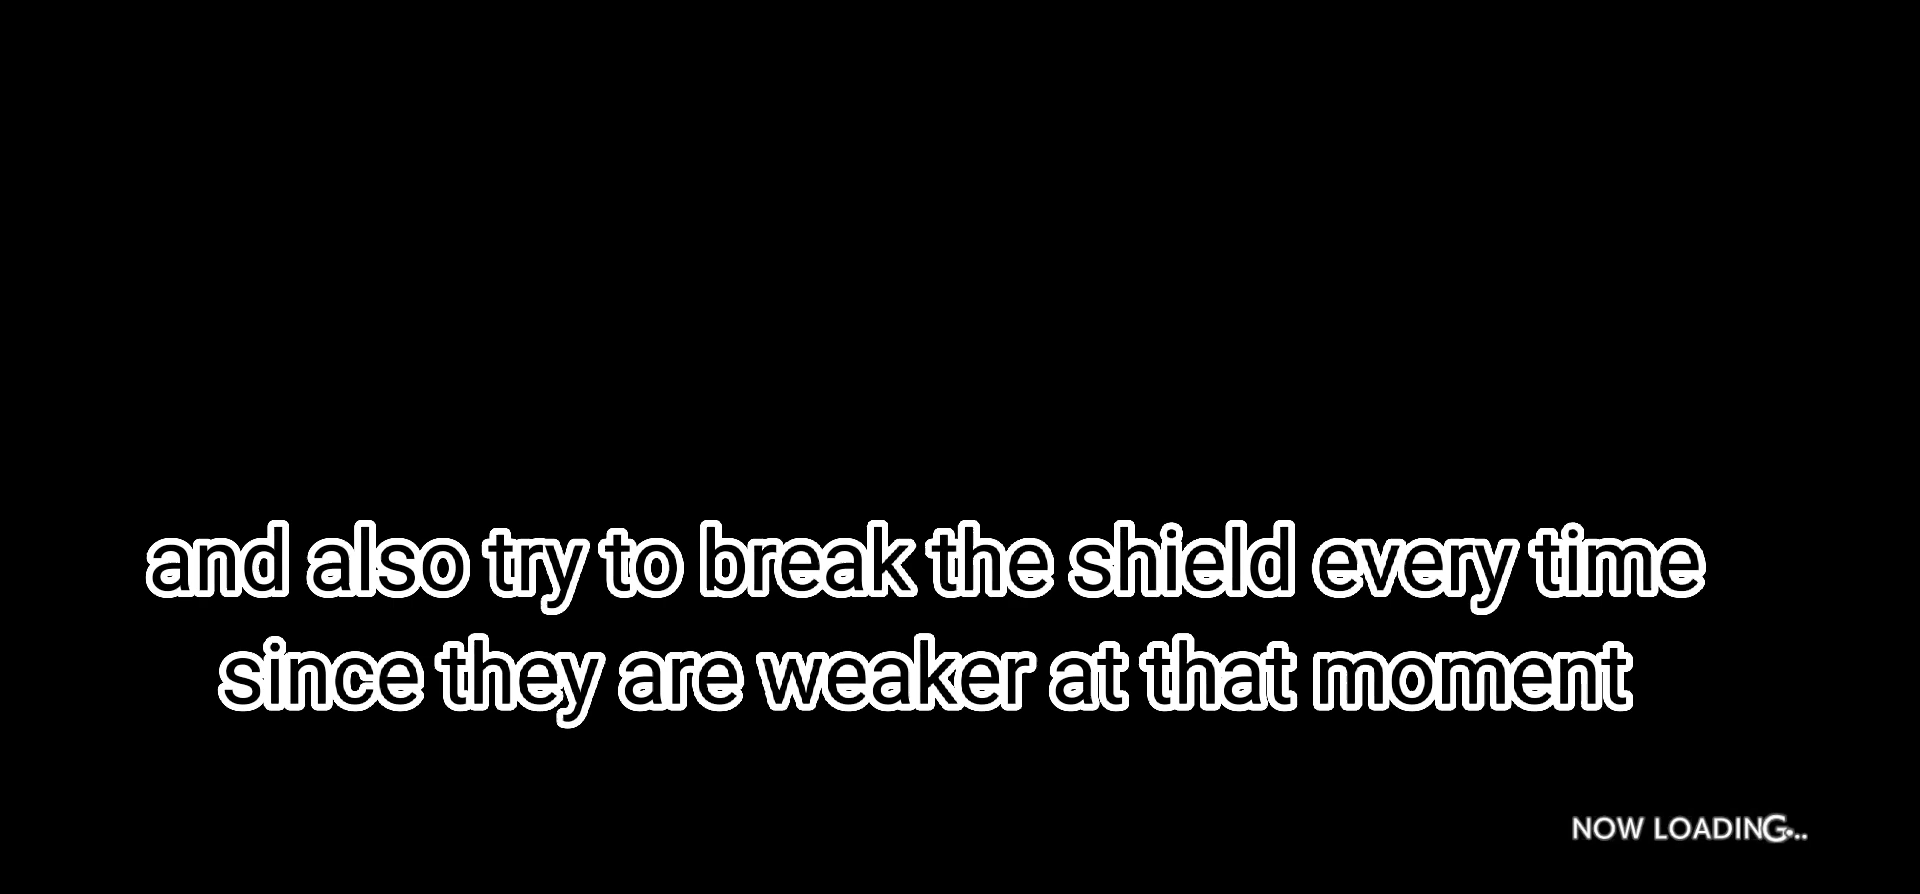 and also try to break the shield every time
since they are weaker at that moment
NOW LOADING...